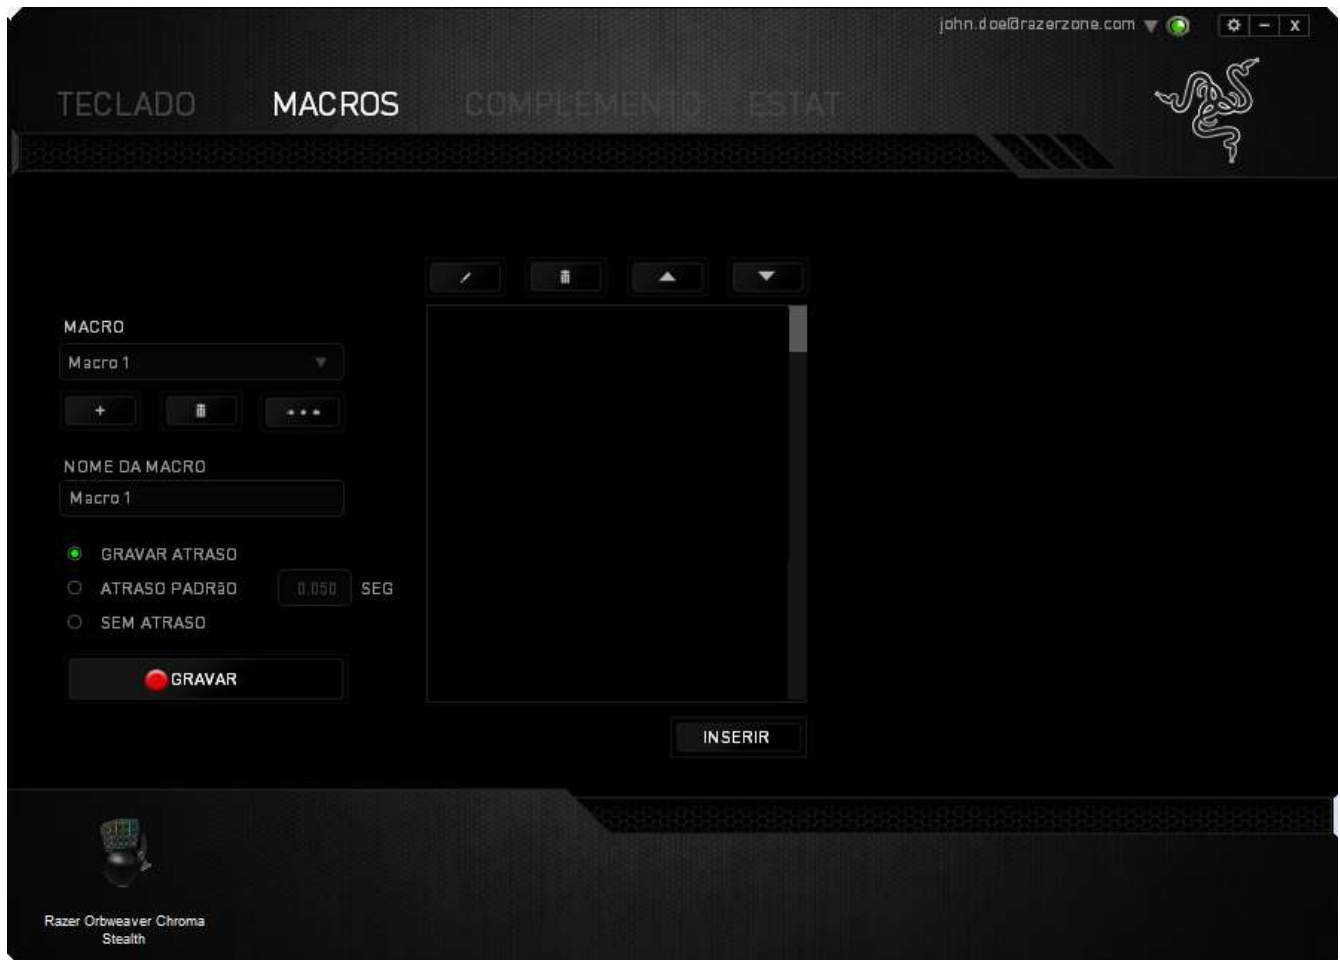 john.doe@razerzone.com
TECLADO MACROS COMPLEMENTO ESTAT
MACRO
Macro 1
NOME DA MACRO
Macro 1
GRAVAR ATRASO
ATRASO PADRãO 0.050 SEG
SEM ATRASO
GRAVAR
INSERIR
Razer Orbweaver Chroma
Stealth